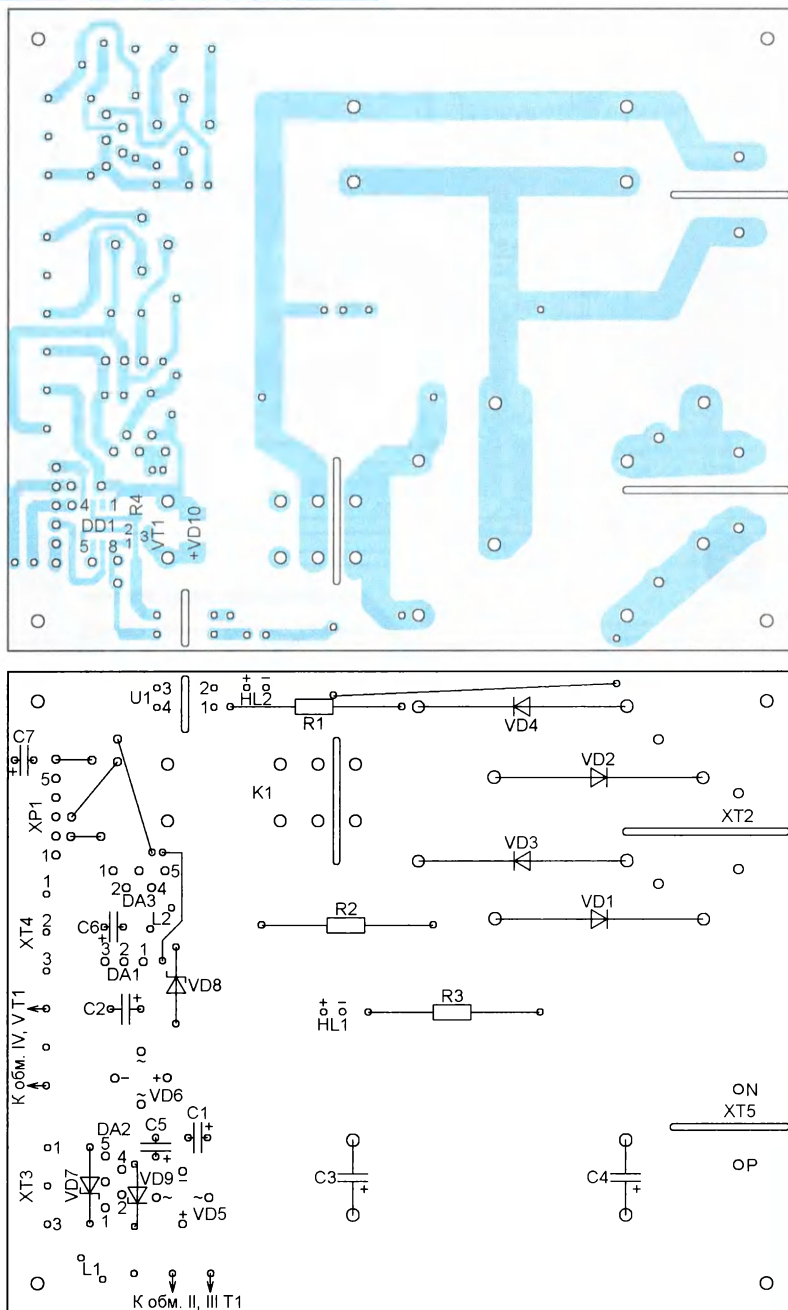 4 1
R4
DD1
2
3
1
5 8
VT1
+VD10
U1
3 2
4 1
+ −
HL2
R1
VD4
C7
+
5
XP1
1
K1
VD2
XT2
VD3
VD1
1 5
2 4
DA3
1
XT4
2
3
C6
+
L2
3 2 1
DA1
R2
VD8
C2
+
+ −
HL1
R3
К обм. IV, V T1
~
− +
~ VD6
N
XT5
P
DA2
C5
+
C1
+
1
XT3
3
VD7
5
4
VD9
1
2
−
~ ~
+ VD5
C3
+
C4
+
L1
К обм. II, III T1